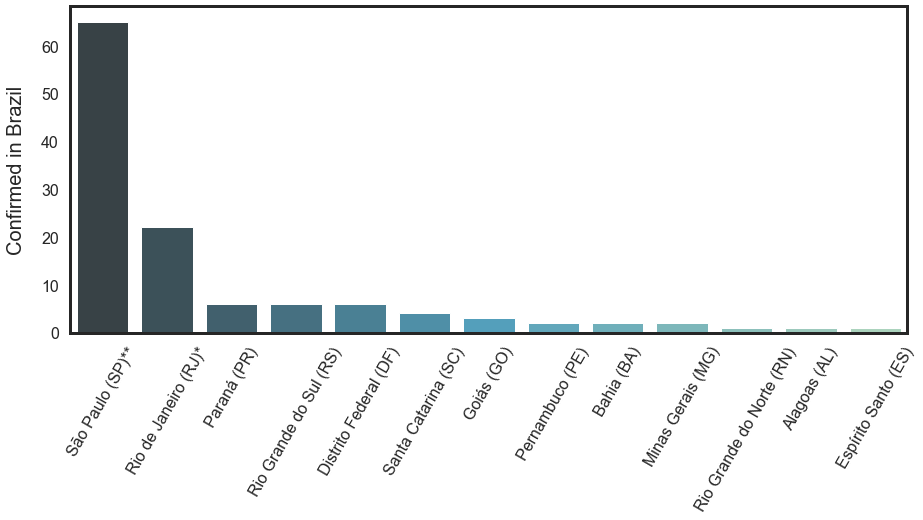 Confirmed in Brazil
60
50
40
30
20
10
0
São Paulo (SP)**
Rio de Janeiro (RJ)*
Paraná (PR)
Rio Grande do Sul (RS)
Distrito Federal (DF)
Santa Catarina (SC)
Goiás (GO)
Pernambuco (PE)
Bahia (BA)
Minas Gerais (MG)
Rio Grande do Norte (RN)
Alagoas (AL)
Espírito Santo (ES)